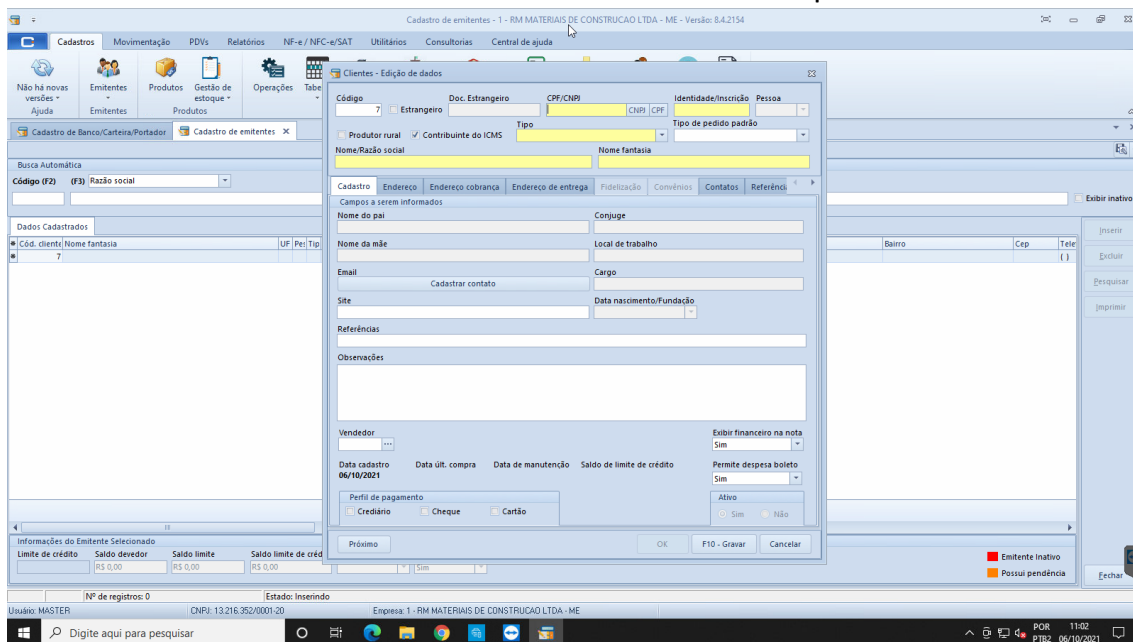 Cadastro de emitentes - 1 - RM MATERIAIS DE CONSTRUCAO LTDA - ME - Versão: 8.4.2154
Cadastros Movimentação PDVs Relatórios NF-e / NFC-e/SAT Utilitários Consultorias Central de ajuda
Não há novas versões Emitentes Produtos Gestão de estoque Operações Tabe
Ajuda Emitentes Produtos
Cadastro de Banco/Carteira/Portador Cadastro de emitentes
Busca Automática
Código (F2) (F3) Razão social
Exibir inativo
Dados Cadastrados
Cód. cliente Nome fantasia UF Pes Tip Bairro Cep Tele
7 ( )
Inserir
Excluir
Pesquisar
Imprimir
Clientes - Edição de dados
Código Doc. Estrangeiro CPF/CNPJ Identidade/Inscrição Pessoa
7 Estrangeiro CNPJ CPF
Tipo Tipo de pedido padrão
Produtor rural Contribuinte do ICMS
Nome/Razão social Nome fantasia
Cadastro Endereço Endereço cobrança Endereço de entrega Fidelização Convênios Contatos Referênci
Campos a serem informados
Nome do pai Conjuge
Nome da mãe Local de trabalho
Email Cargo
Cadastrar contato
Site Data nascimento/Fundação
Referências
Observações
Vendedor Exibir financeiro na nota
Sim
Data cadastro Data últ. compra Data de manutenção Saldo de limite de crédito Permite despesa boleto
06/10/2021 Sim
Perfil de pagamento Ativo
Crediário Cheque Cartão Sim Não
Próximo OK F10 - Gravar Cancelar
Informações do Emitente Selecionado
Limite de crédito Saldo devedor Saldo limite Saldo limite de créd
R$ 0,00 R$ 0,00 R$ 0,00 Sim
Emitente Inativo
Possui pendência
Fechar
Nº de registros: 0 Estado: Inserindo
Usuário: MASTER CNPJ: 13.216.352/0001-20 Empresa: 1 - RM MATERIAIS DE CONSTRUCAO LTDA - ME
Digite aqui para pesquisar
POR 11:02
PTB2 06/10/2021